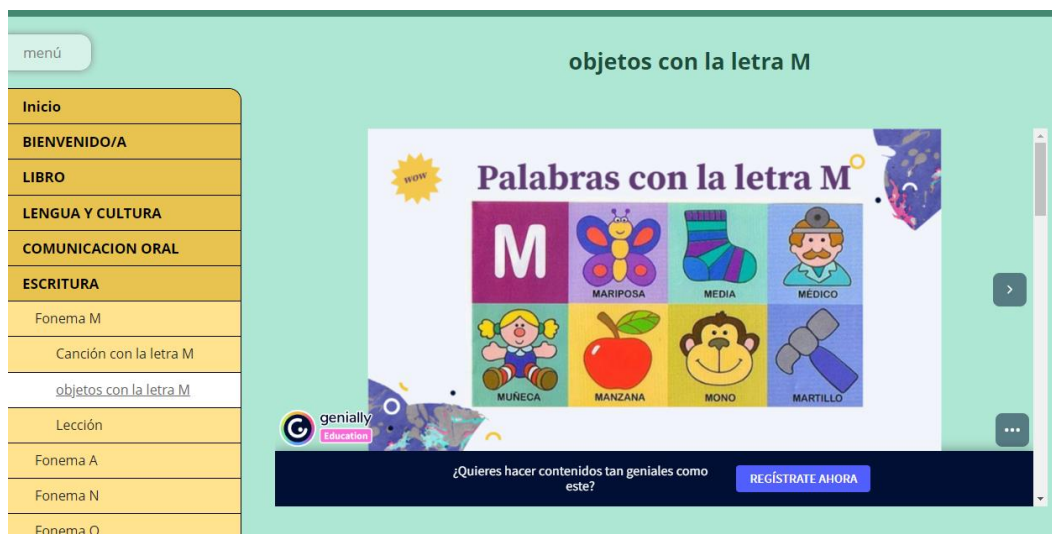 menú
objetos con la letra M
Inicio
BIENVENIDO/A
LIBRO
LENGUA Y CULTURA
COMUNICACION ORAL
ESCRITURA
Fonema M
Canción con la letra M
objetos con la letra M
Lección
Fonema A
Fonema N
Fonema O
WOW
Palabras con la letra M
M
MARIPOSA
MEDIA
MÉDICO
MUÑECA
MANZANA
MONO
MARTILLO
G genially
Education
¿Quieres hacer contenidos tan geniales como
este?
REGÍSTRATE AHORA